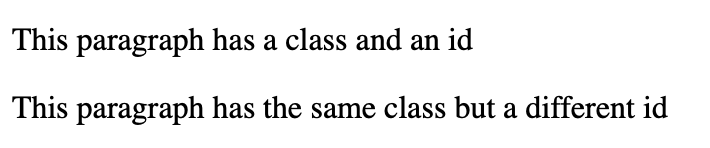 This paragraph has a class and an id
This paragraph has the same class but a different id